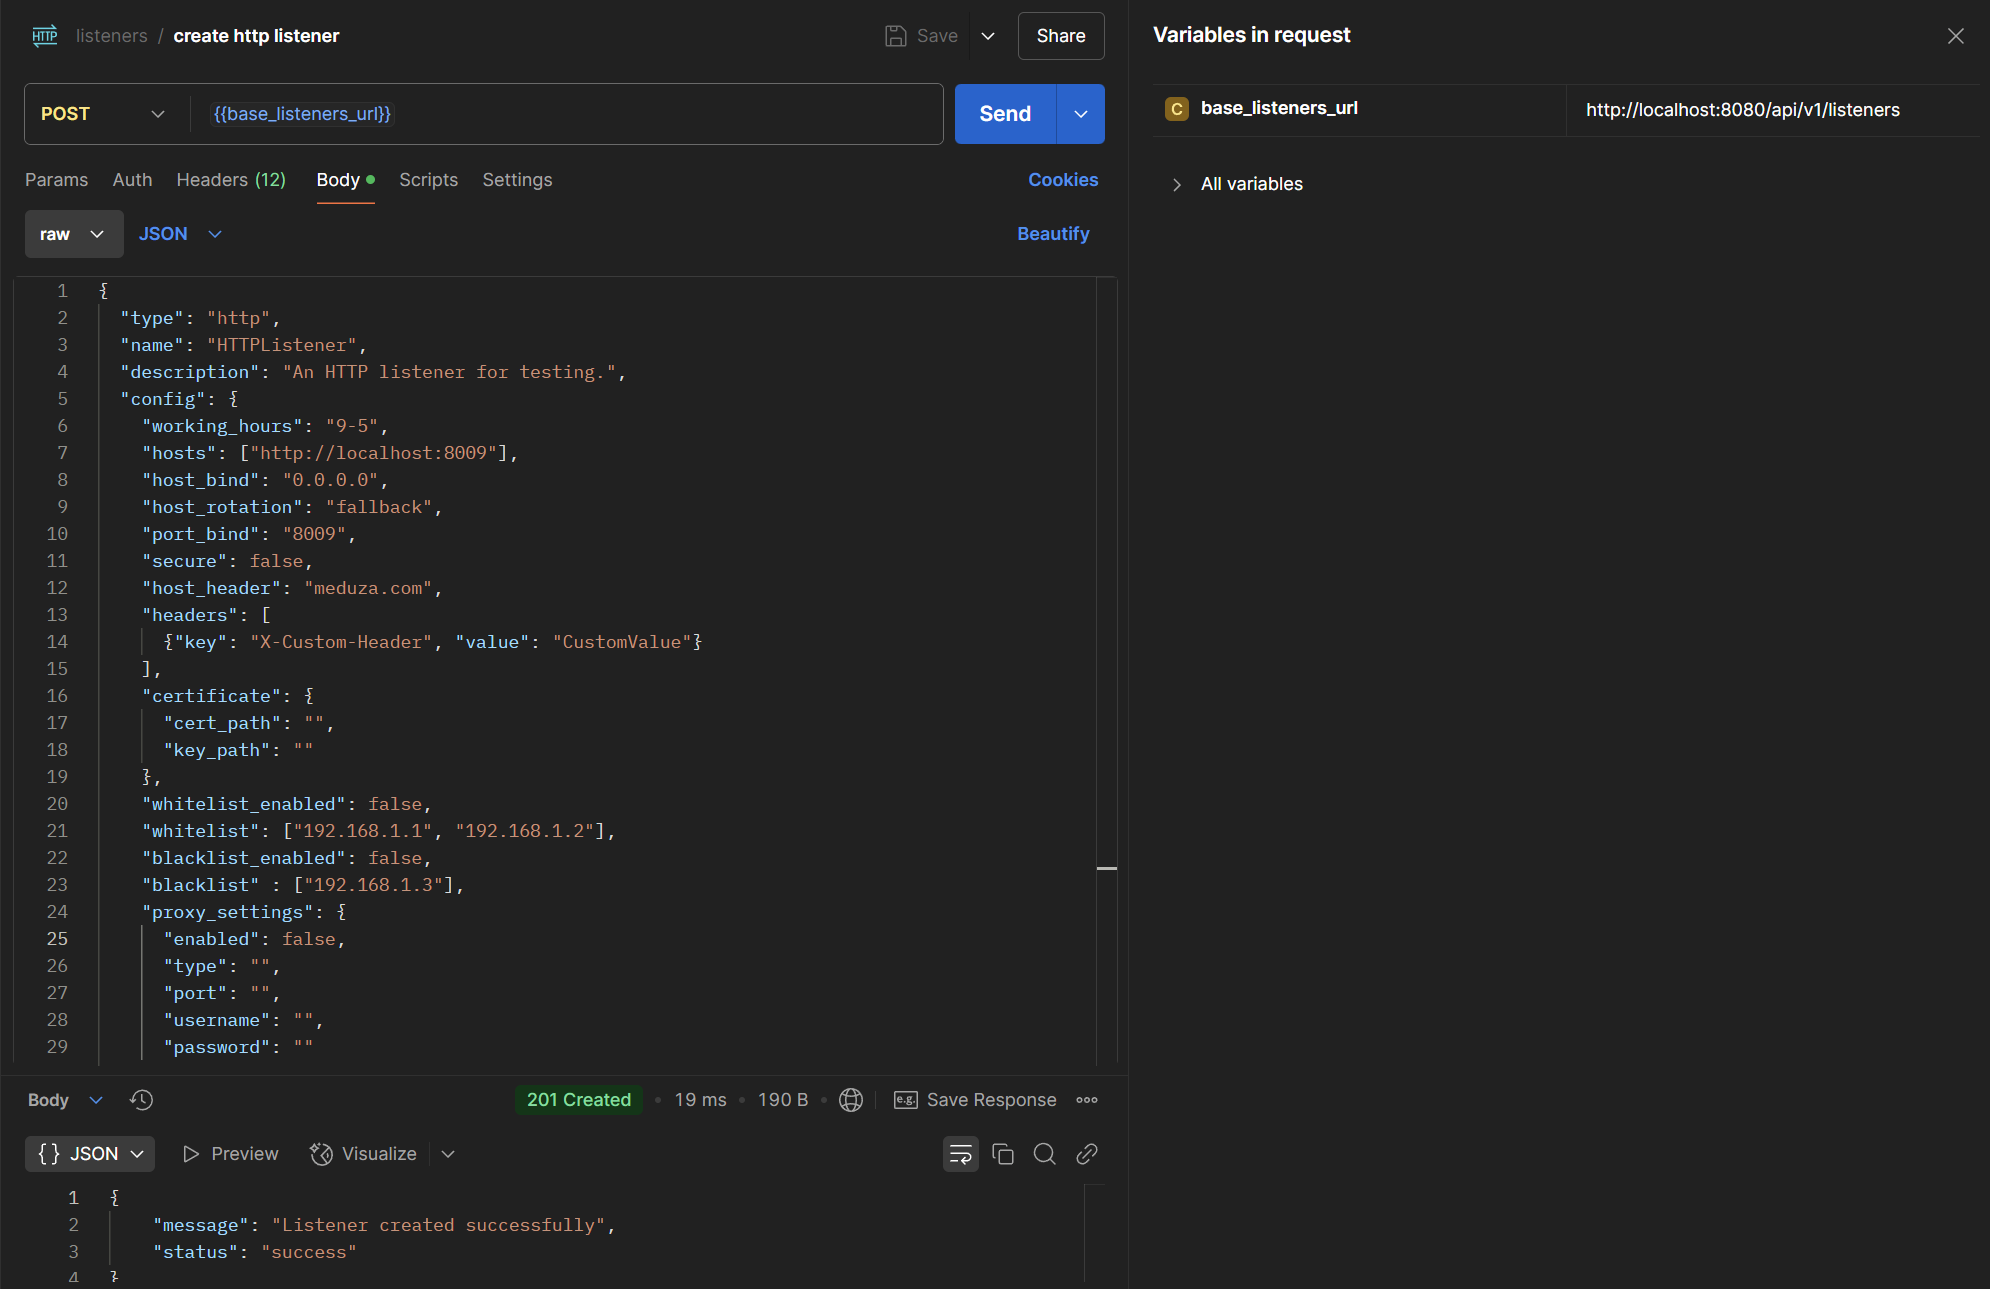 HTTP listeners / create http listener Save Share
POST {{base_listeners_url}} Send
Params Auth Headers (12) Body Scripts Settings Cookies
raw JSON Beautify
1 {
2 "type": "http",
3 "name": "HTTPListener",
4 "description": "An HTTP listener for testing.",
5 "config": {
6 "working_hours": "9-5",
7 "hosts": ["http://localhost:8009"],
8 "host_bind": "0.0.0.0",
9 "host_rotation": "fallback",
10 "port_bind": "8009",
11 "secure": false,
12 "host_header": "meduza.com",
13 "headers": [
14 {"key": "X-Custom-Header", "value": "CustomValue"}
15 ],
16 "certificate": {
17 "cert_path": "",
18 "key_path": ""
19 },
20 "whitelist_enabled": false,
21 "whitelist": ["192.168.1.1", "192.168.1.2"],
22 "blacklist_enabled": false,
23 "blacklist" : ["192.168.1.3"],
24 "proxy_settings": {
25 "enabled": false,
26 "type": "",
27 "port": "",
28 "username": "",
29 "password": ""
Body 201 Created • 19 ms • 190 B • e.g. Save Response
{} JSON Preview Visualize
1 {
2 "message": "Listener created successfully",
3 "status": "success"
4 }
Variables in request
C base_listeners_url http://localhost:8080/api/v1/listeners
All variables